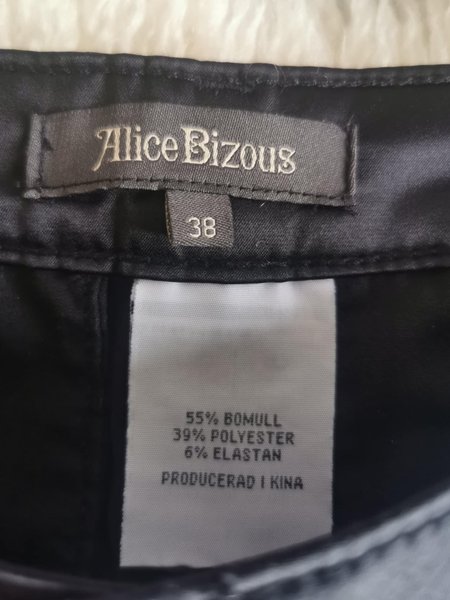 Alice Bizous
38
55% BOMULL
39% POLYESTER
6% ELASTAN
PRODUCERAD I KINA